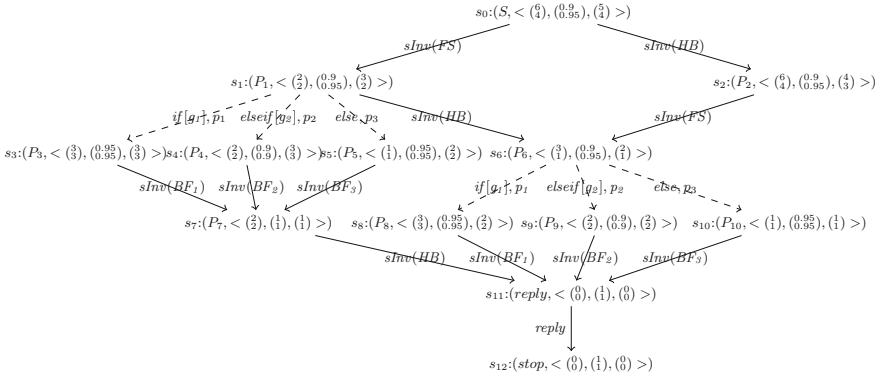 s₀:(S, < (6 4), (0.9 0.95), (5 4) >)
sInv(FS) sInv(HB)
s₁:(P₁, < (2 2), (0.9 0.95), (3 2) >) s₂:(P₂, < (6 4), (0.9 0.95), (4 3) >)
if[g₁], p₁ elseif[g₂], p₂ else, p₃ sInv(HB) sInv(FS)
s₃:(P₃, < (3 3), (0.95 0.95), (3 3) >) s₄:(P₄, < (2 2), (0.9 0.9), (3 3) >) s₅:(P₅, < (1 1), (0.95 0.95), (2 2) >) s₆:(P₆, < (3 1), (0.9 0.95), (2 1) >)
sInv(BF₁) sInv(BF₂) sInv(BF₃) if[g₁], p₁ elseif[g₂], p₂ else, p₃
s₇:(P₇, < (2 2), (1 1), (1 1) >) s₈:(P₈, < (3 3), (0.95 0.95), (2 2) >) s₉:(P₉, < (2 2), (0.9 0.9), (2 2) >) s₁₀:(P₁₀, < (1 1), (0.95 0.95), (1 1) >)
sInv(HB) sInv(BF₁) sInv(BF₂) sInv(BF₃)
s₁₁:(reply, < (0 0), (1 1), (0 0) >)
reply
s₁₂:(stop, < (0 0), (1 1), (0 0) >)